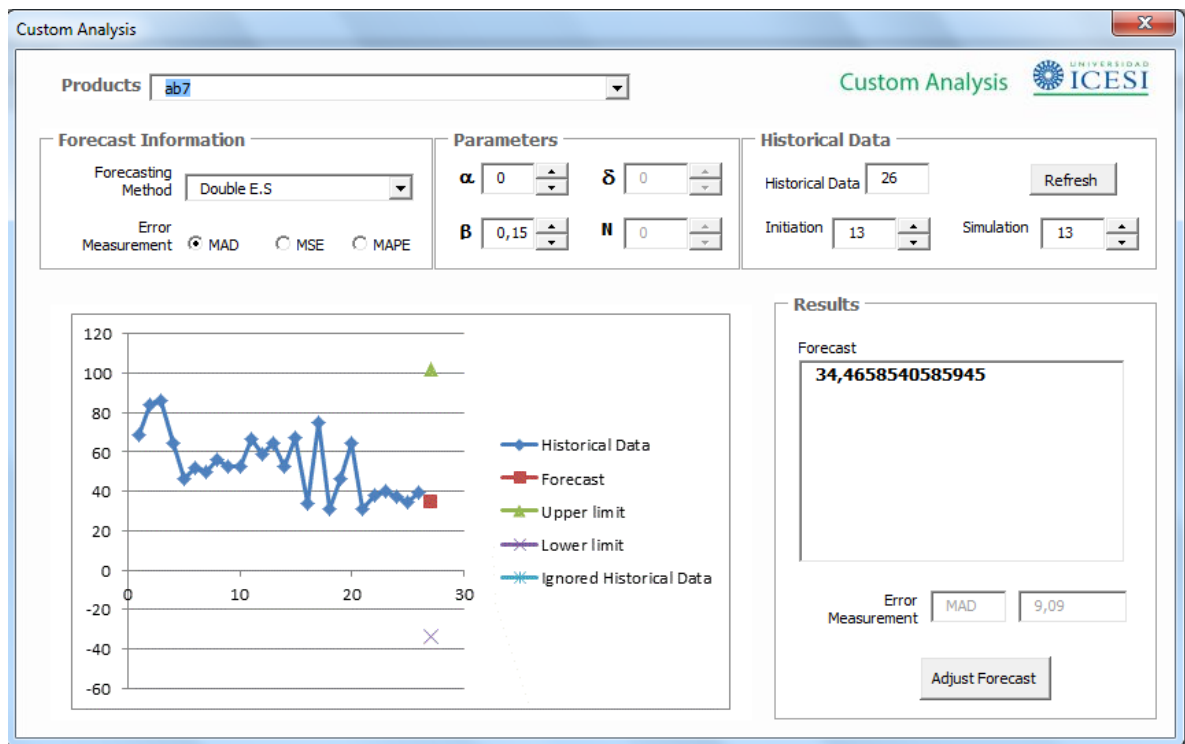 Custom Analysis
Products ab7
Custom Analysis UNIVERSIDAD ICESI
Forecast Information
Forecasting Method Double E.S
Error Measurement MAD MSE MAPE
Parameters
α 0 δ 0
β 0,15 N 0
Historical Data
Historical Data 26 Refresh
Initiation 13 Simulation 13
120
100
80
60
40
20
0
-20
-40
-60
0 10 20 30
Historical Data
Forecast
Upper limit
Lower limit
Ignored Historical Data
Results
Forecast
34,4658540585945
Error Measurement MAD 9,09
Adjust Forecast